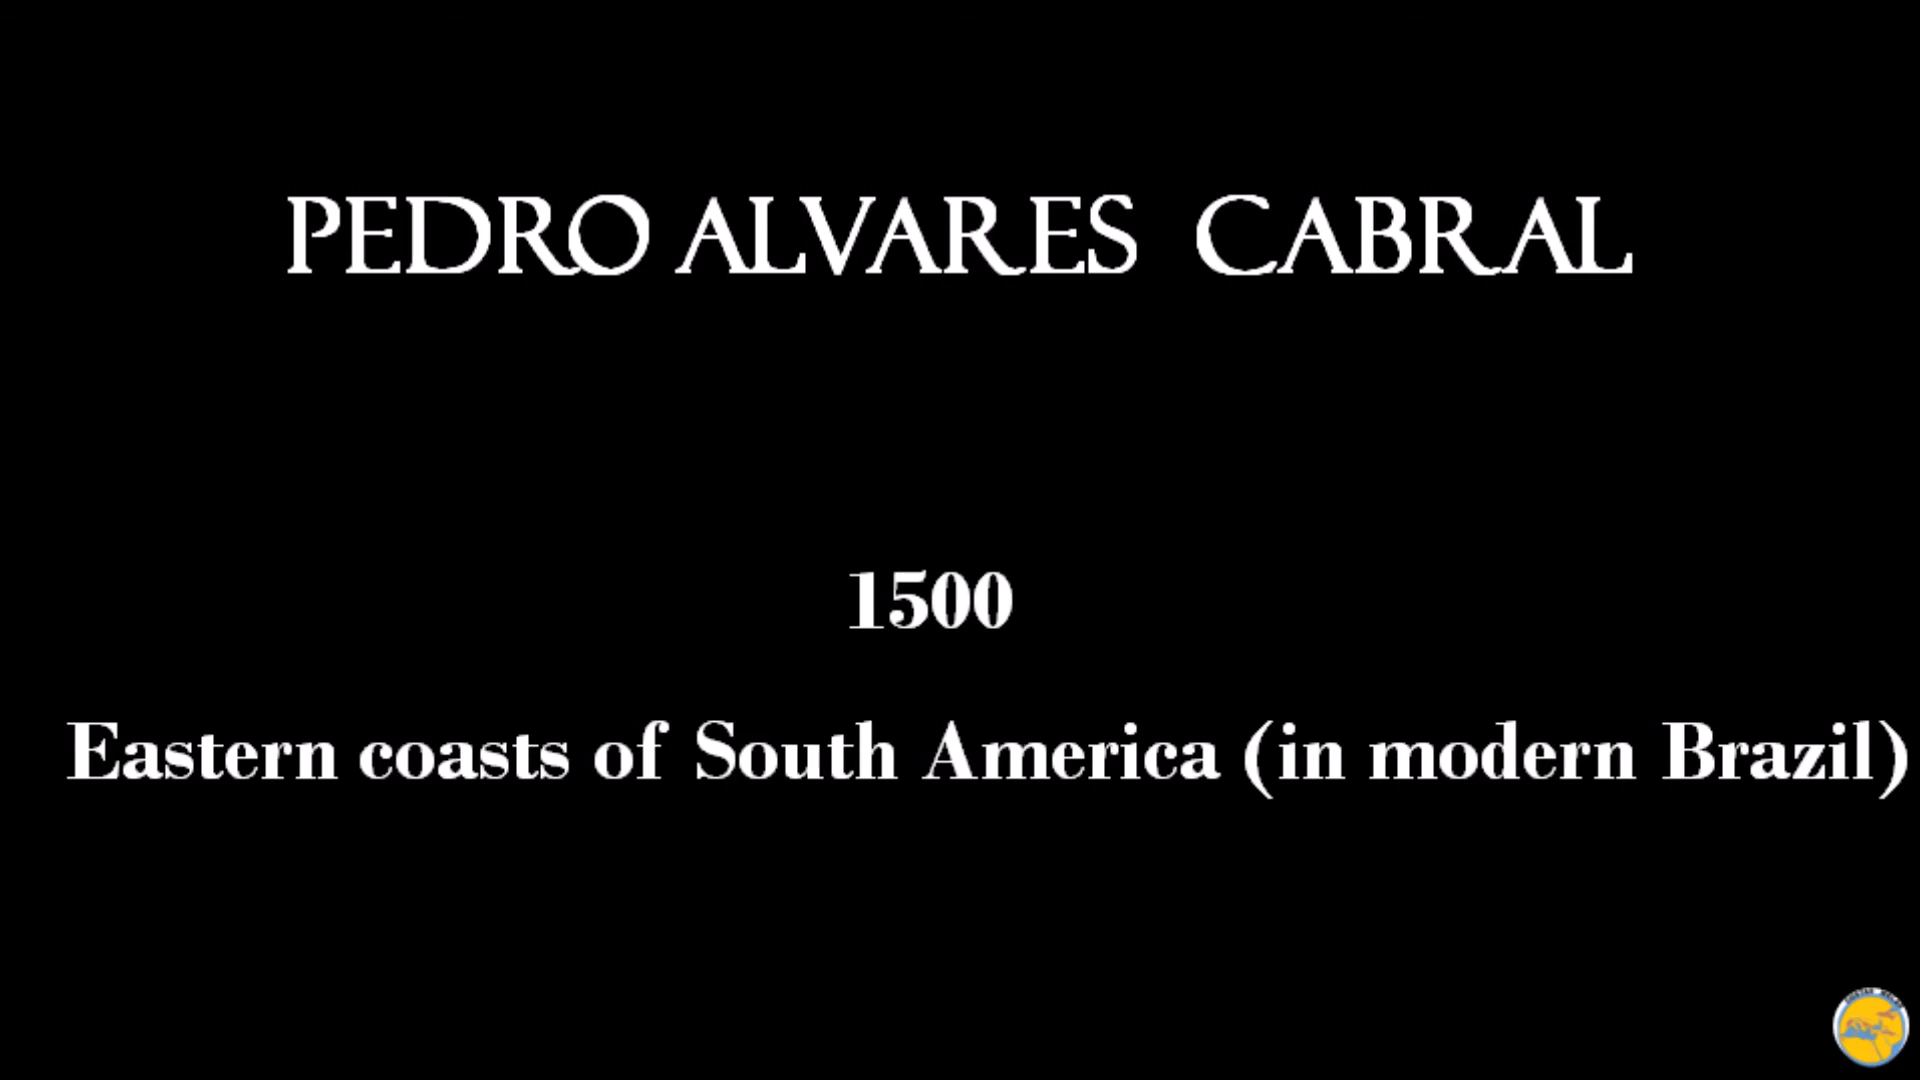 PEDRO ALVARES CABRAL
1500
Eastern coasts of South America (in modern Brazil)